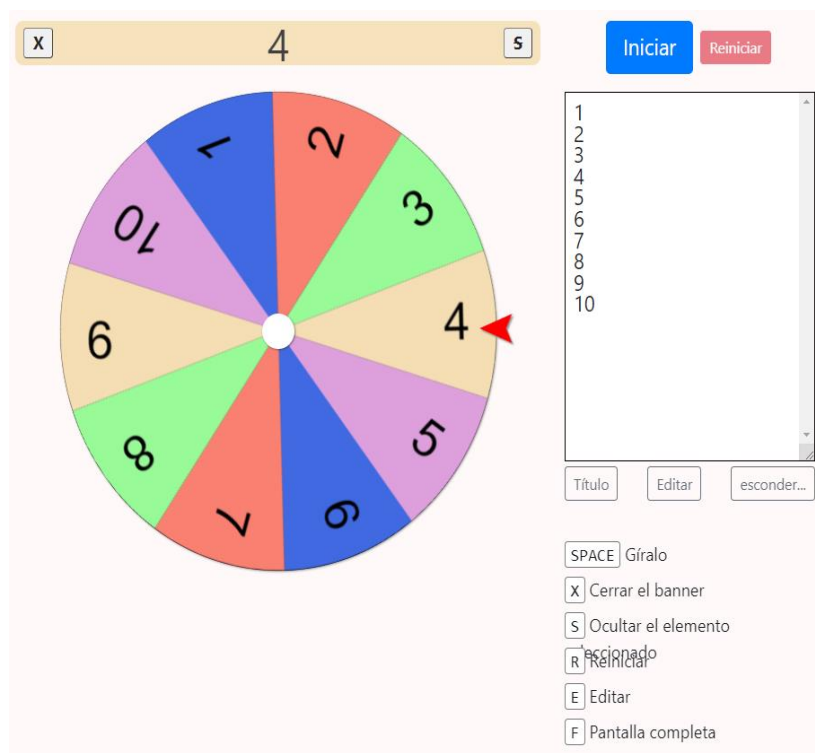 X 4 S
Iniciar Reiniciar
1
2
3
4
5
6
7
8
9
10
1
2
3
4
5
6
7
8
9
10
Título Editar esconder...
SPACE Gíralo
X Cerrar el banner
S Ocultar el elemento
R Reiniciar
E Editar
F Pantalla completa